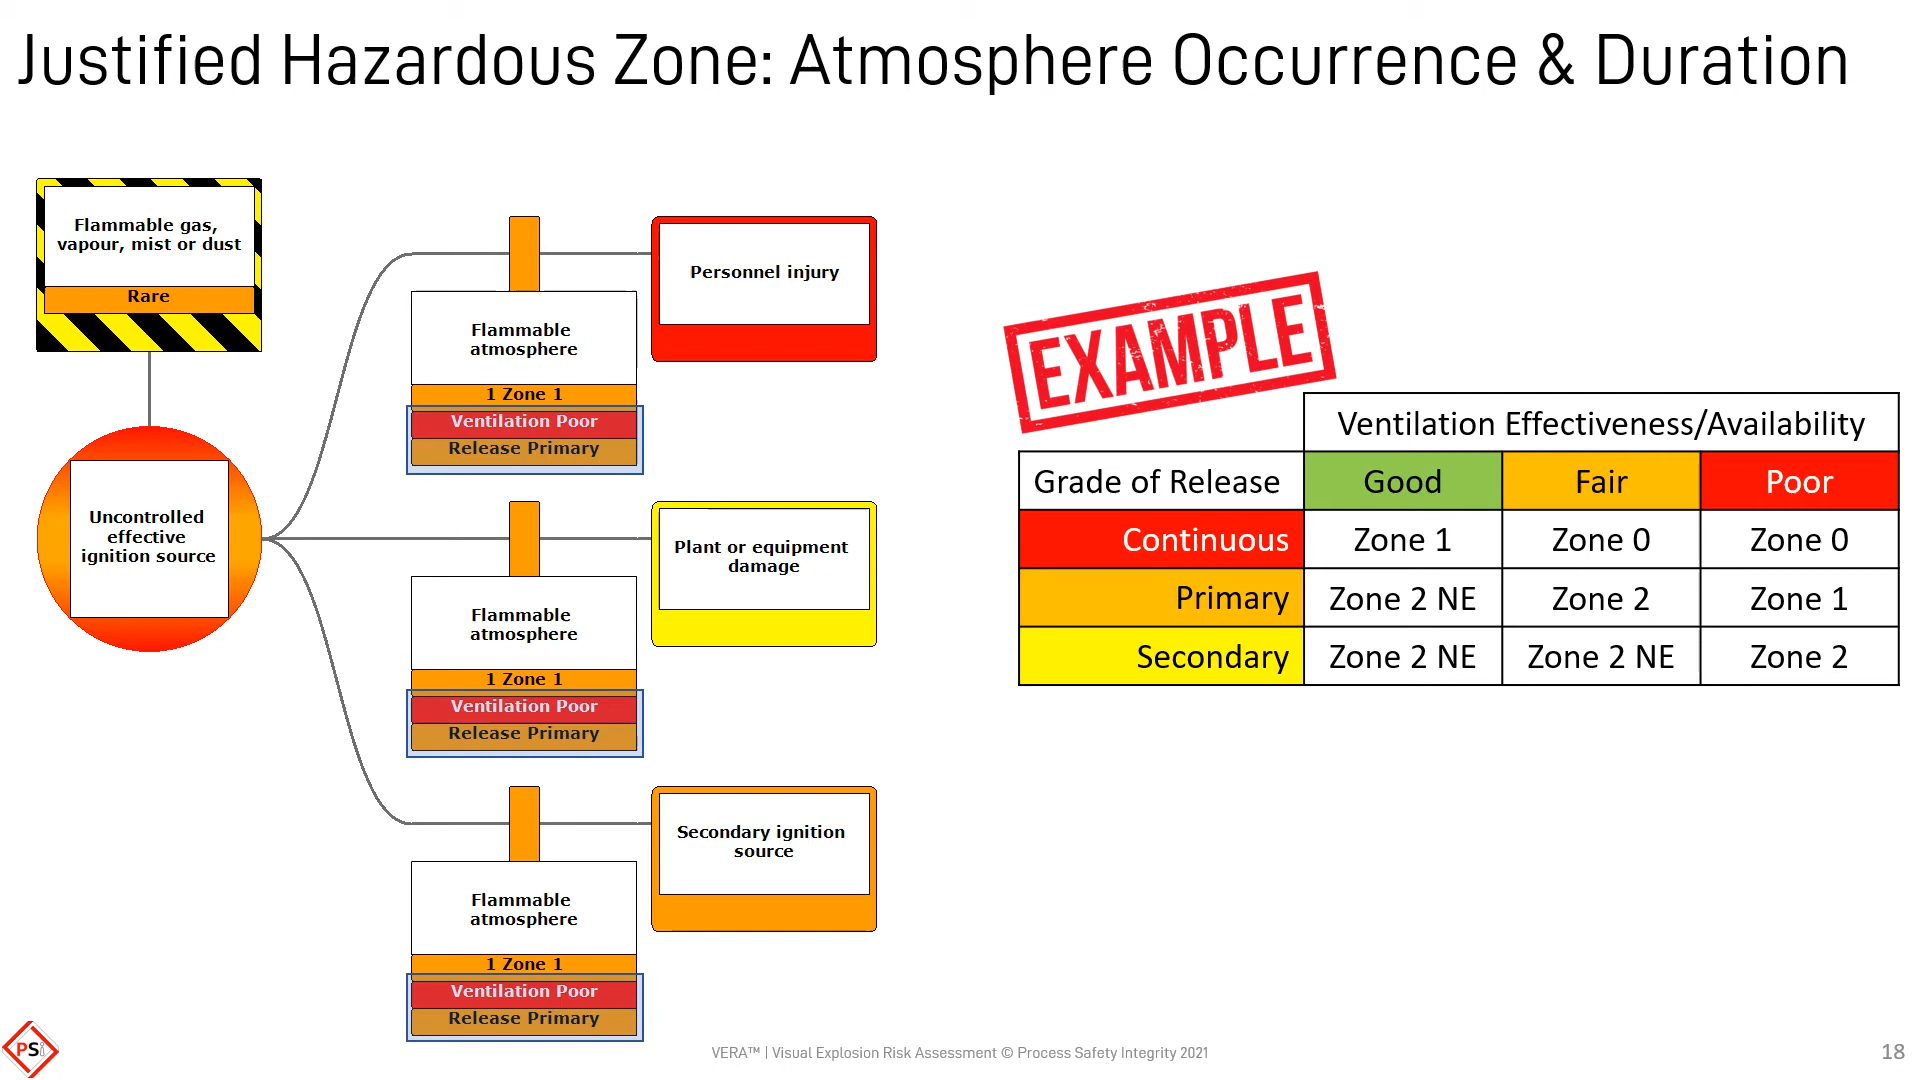 Justified Hazardous Zone: Atmosphere Occurrence & Duration
Flammable gas,
vapour, mist or dust
Rare
Uncontrolled
effective
ignition source
Flammable
atmosphere
1 Zone 1
Ventilation Poor
Release Primary
Personnel injury
Flammable
atmosphere
1 Zone 1
Ventilation Poor
Release Primary
Plant or equipment
damage
Flammable
atmosphere
1 Zone 1
Ventilation Poor
Release Primary
Secondary ignition
source
EXAMPLE
Ventilation Effectiveness/Availability
Grade of Release Good Fair Poor
Continuous Zone 1 Zone 0 Zone 0
Primary Zone 2 NE Zone 2 Zone 1
Secondary Zone 2 NE Zone 2 NE Zone 2
PSi
VERA™ | Visual Explosion Risk Assessment © Process Safety Integrity 2021
18